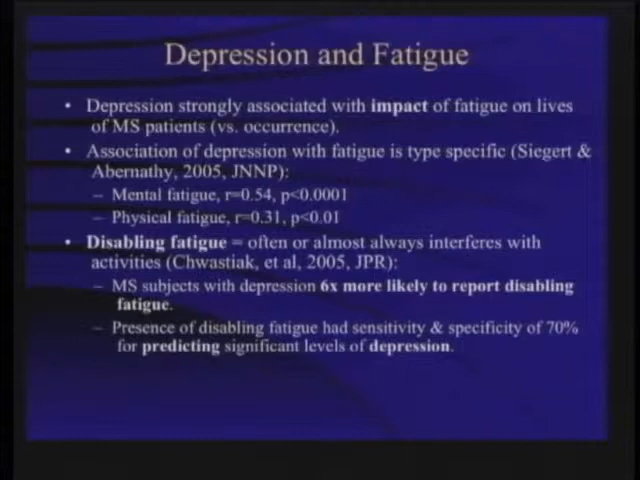 Depression and Fatigue
• Depression strongly associated with impact of fatigue on lives
of MS patients (vs. occurrence).
• Association of depression with fatigue is type specific (Siegert &
Abernathy, 2005, JNNP):
– Mental fatigue, r=0.54, p<0.0001
– Physical fatigue, r=0.31, p<0.01
• Disabling fatigue = often or almost always interferes with
activities (Chwastiak, et al, 2005, JPR):
– MS subjects with depression 6x more likely to report disabling
fatigue.
– Presence of disabling fatigue had sensitivity & specificity of 70%
for predicting significant levels of depression.